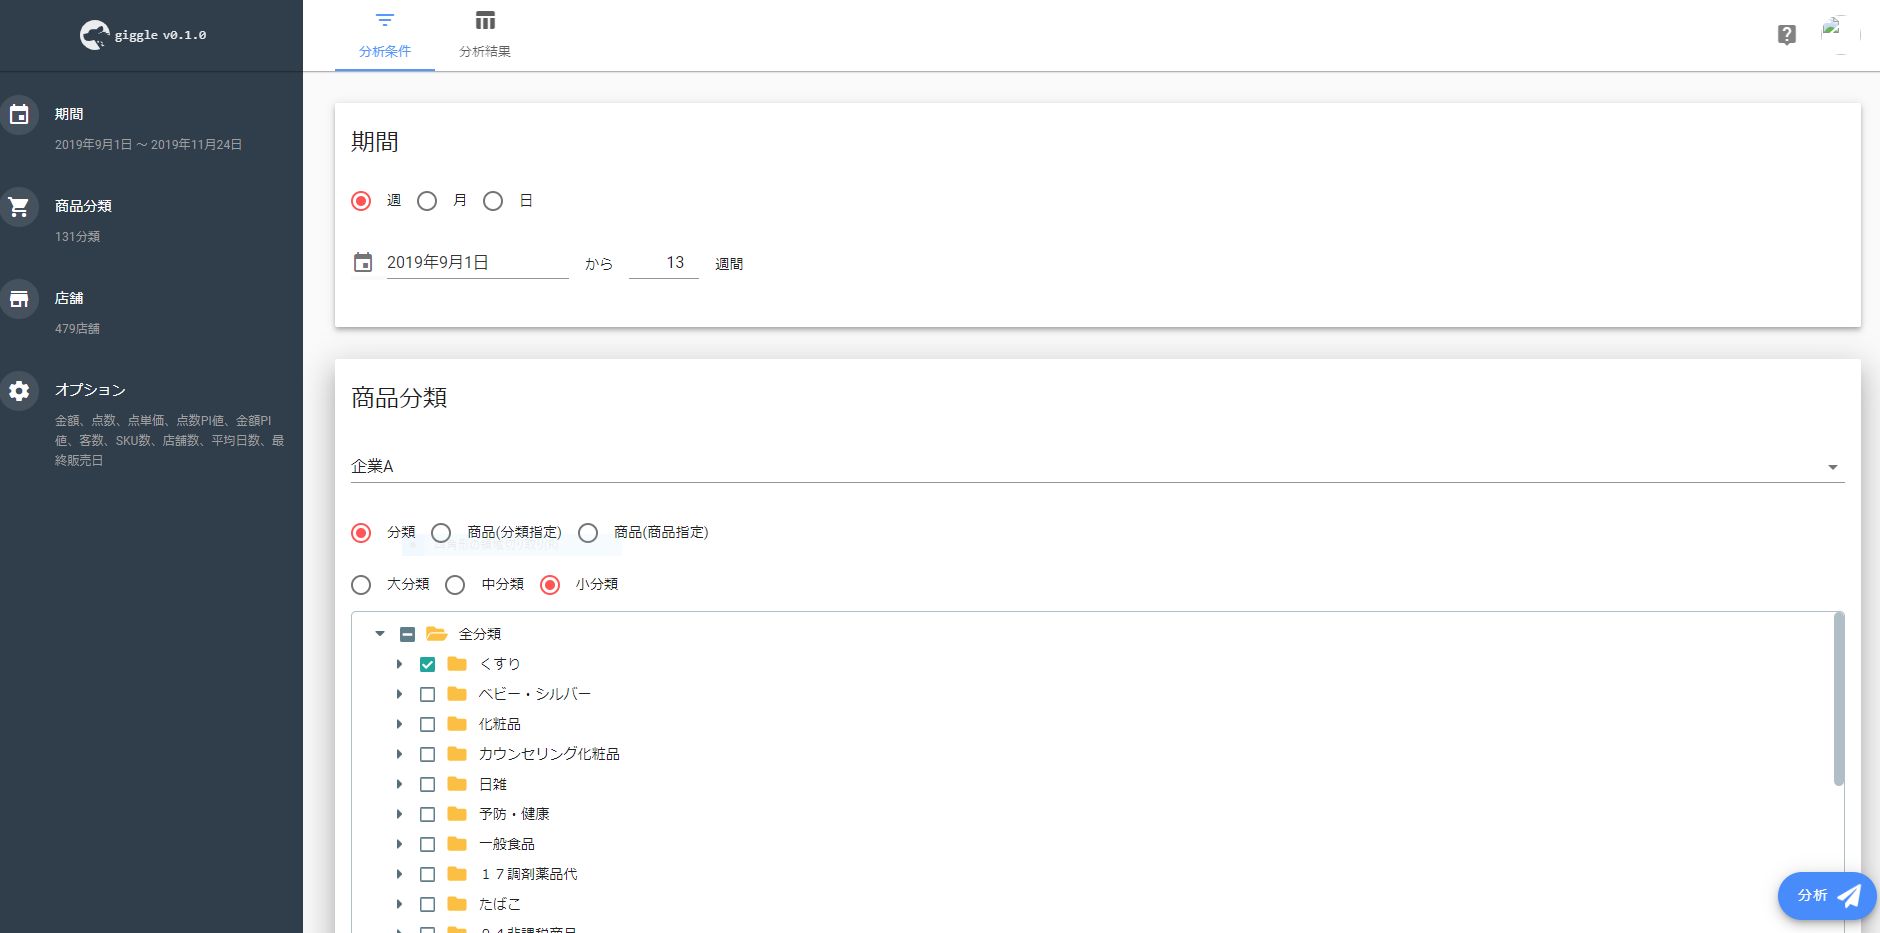 giggle v0.1.0
分析条件
分析結果
期間
2019年9月1日 ～ 2019年11月24日
商品分類
131分類
店舗
479店舗
オプション
金額、点数、点単価、点数PI値、金額PI
値、客数、SKU数、店舗数、平均日数、最
終販売日
期間
週 月 日
2019年9月1日 から 13 週間
商品分類
企業A
分類 商品(分類指定) 商品(商品指定)
大分類 中分類 小分類
全分類
くすり
ベビー・シルバー
化粧品
カウンセリング化粧品
日雑
予防・健康
一般食品
１７調剤薬品代
たばこ
９４非課税商品
分析